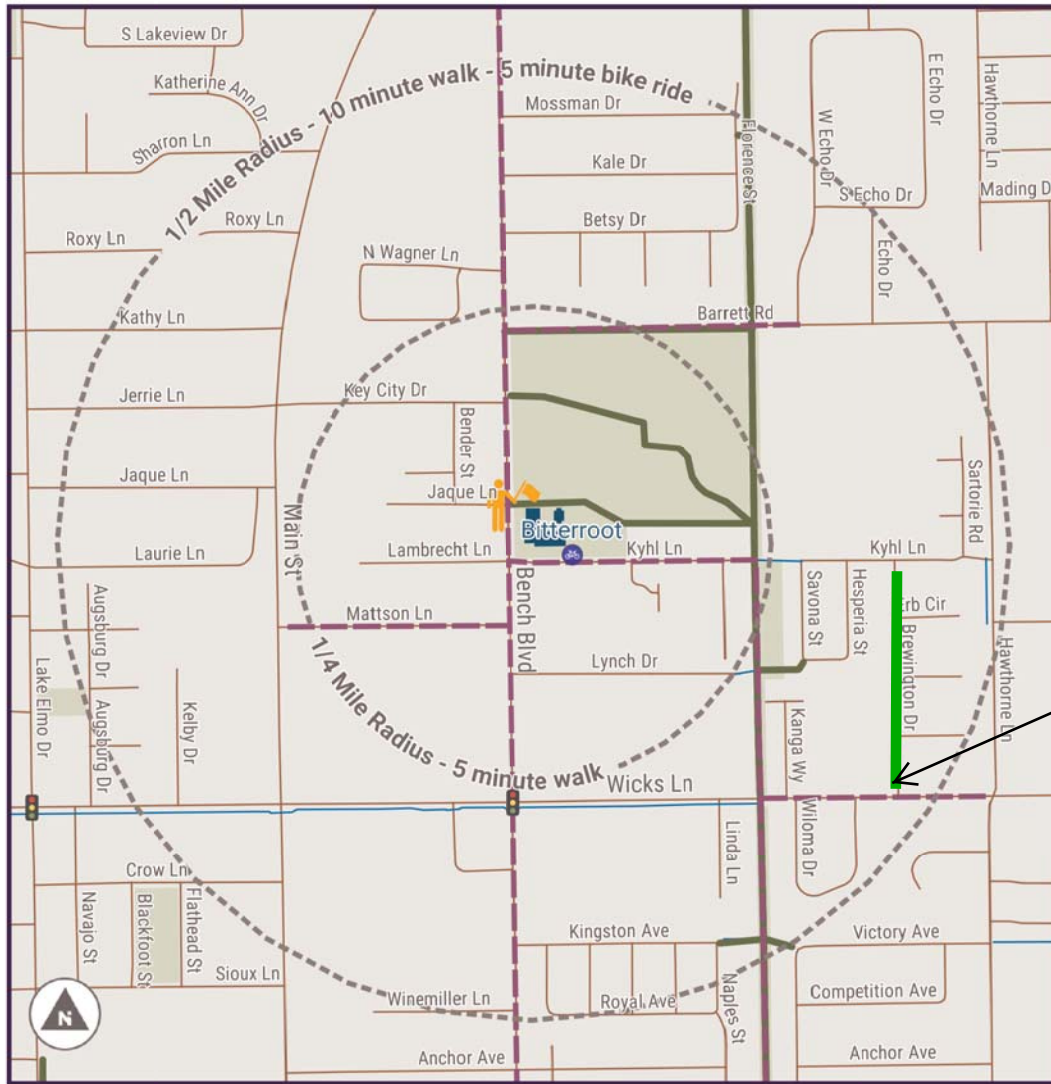 S Lakeview Dr
Katherine Ann Dr
Sharron Ln
1/2 Mile Radius - 10 minute walk - 5 minute bike ride
Mossman Dr
Florence St
W Echo Dr
E Echo Dr
Hawthorne Ln
Kale Dr
S Echo Dr
Mading D
Roxy Ln
Roxy Ln
Betsy Dr
N Wagner Ln
Echo Dr
Kathy Ln
Barrett Rd
Jerrie Ln
Key City Dr
Bender St
Jaque Ln
Jaque Ln
Sartorie Rd
Main St
Bitterroot
Laurie Ln
Lambrecht Ln
Kyhl Ln
Kyhl Ln
Bench Blvd
Savona St
Hesperia St
Erb Cir
Augsburg Dr
Mattson Ln
Brewington Dr
Hawthorne Ln
1/4 Mile Radius - 5 minute walk
Lynch Dr
Lake Elmo Dr
Augsburg Dr
Kelby Dr
Kanga Wy
Wicks Ln
Linda Ln
Wiloma Dr
Crow Ln
Navajo St
Blackfoot St
Flathead St
Kingston Ave
Victory Ave
Sioux Ln
Winemiller Ln
Royal Ave
Naples St
Competition Ave
N
Anchor Ave
Anchor Ave